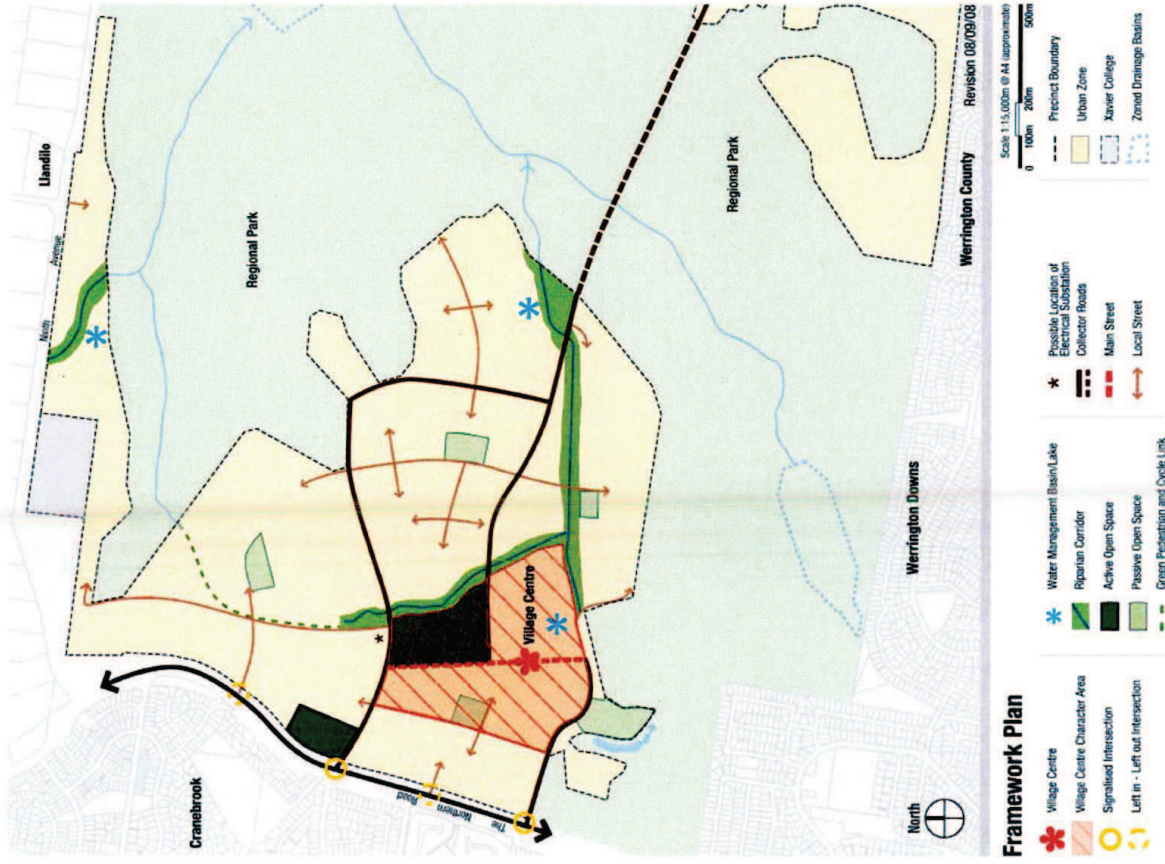 Llandilo
Ninth
Avenue
Regional Park
Cranebrook
The
Northern
Road
Village Centre
Regional Park
Werrington Downs
Werrington County
Revision 08/09/08
North
Scale 1:15,000m @ A4 (approximate)
0 100m 200m 500m
Framework Plan
Village Centre
Village Centre Character Area
Signalised Intersection
Left in - Left out Intersection
Water Management Basin/Lake
Riparian Corridor
Active Open Space
Passive Open Space
Green Pedestrian and Cycle Link
Possible Location of
Electrical Substation
Collector Roads
Main Street
Local Street
Precinct Boundary
Urban Zone
Xavier College
Zoned Drainage Basins